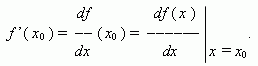 f'(x₀) = df/dx (x₀) = df(x)/dx |x = x₀.